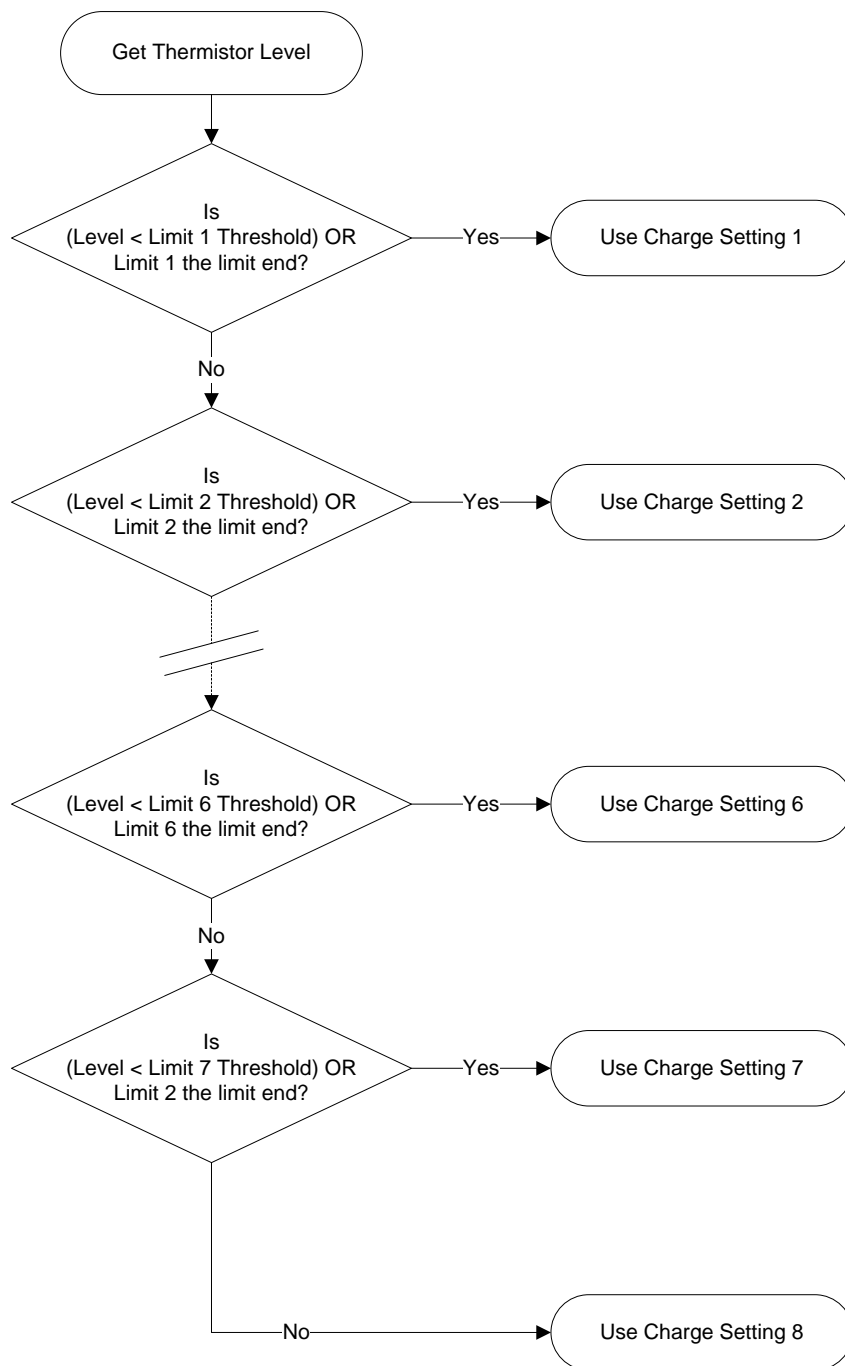 Get Thermistor Level
Is
(Level < Limit 1 Threshold) OR
Limit 1 the limit end?
Yes
Use Charge Setting 1
No
Is
(Level < Limit 2 Threshold) OR
Limit 2 the limit end?
Yes
Use Charge Setting 2
Is
(Level < Limit 6 Threshold) OR
Limit 6 the limit end?
Yes
Use Charge Setting 6
No
Is
(Level < Limit 7 Threshold) OR
Limit 2 the limit end?
Yes
Use Charge Setting 7
No
Use Charge Setting 8